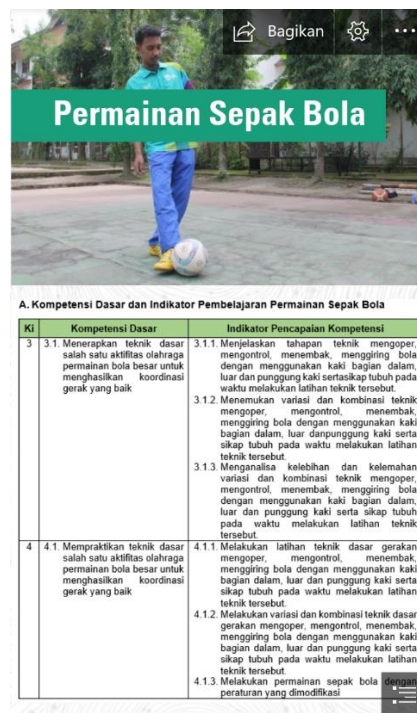 Bagikan
Permainan Sepak Bola
A. Kompetensi Dasar dan Indikator Pembelajaran Permainan Sepak Bola
Ki Kompetensi Dasar Indikator Pencapaian Kompetensi
3 3.1. Menerapkan teknik dasar
salah satu aktifitas olahraga
permainan bola besar untuk
menghasilkan koordinasi
gerak yang baik
3.1.1. Menjelaskan tahapan teknik mengoper,
mengontrol, menembak, menggiring bola
dengan menggunakan kaki bagian dalam,
luar dan punggung kaki sertasikap tubuh pada
waktu melakukan latihan teknik tersebut.
3.1.2. Menemukan variasi dan kombinasi teknik
mengoper, mengontrol, menembak,
menggiring bola dengan menggunakan kaki
bagian dalam, luar danpunggung kaki serta
sikap tubuh pada waktu melakukan latihan
teknik tersebut.
3.1.3. Menganalisa kelebihan dan kelemahan
variasi dan kombinasi teknik mengoper,
mengontrol, menembak, menggiring bola
dengan menggunakan kaki bagian dalam,
luar dan punggung kaki serta sikap tubuh
pada waktu melakukan latihan teknik
tersebut.
4 4.1. Mempraktikan teknik dasar
salah satu aktifitas olahraga
permainan bola besar untuk
menghasilkan koordinasi
gerak yang baik
4.1.1. Melakukan latihan teknik dasar gerakan
mengoper, mengontrol, menembak,
menggiring bola dengan menggunakan kaki
bagian dalam, luar dan punggung kaki serta
sikap tubuh pada waktu melakukan latihan
teknik tersebut.
4.1.2. Melakukan variasi dan kombinasi teknik dasar
gerakan mengoper, mengontrol, menembak,
menggiring bola dengan menggunakan kaki
bagian dalam, luar dan punggung kaki serta
sikap tubuh pada waktu melakukan latihan
teknik tersebut.
4.1.3. Melakukan permainan sepak bola dengan
peraturan yang dimodifikasi